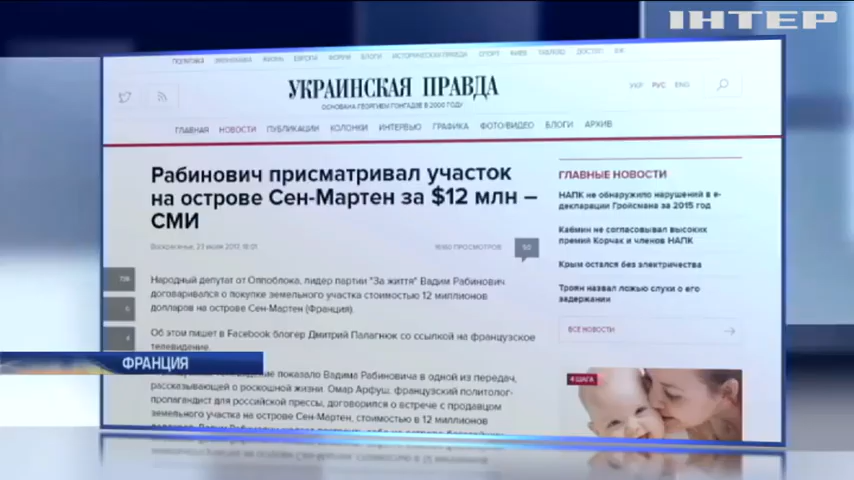 ІНТЕР
ПОЛИТИКА ЭКОНОМИКА ЖИЗНЬ ЕВРОПА ФОРУМ БЛОГИ ИСТОРИЧЕСКАЯ ПРАВДА СПОРТ КИЕВ ТАБЛОИД
УКРАИНСКАЯ ПРАВДА
ОСНОВАНА ГЕОРГИЕМ ГОНГАДЗЕ В 2000 ГОДУ
УКР РУС ENG
ГЛАВНАЯ НОВОСТИ ПУБЛИКАЦИИ КОЛОНКИ ИНТЕРВЬЮ ГРАФИКА ФОТО/ВИДЕО БЛОГИ АРХИВ
Рабинович присматривал участок
на острове Сен-Мартен за $12 млн –
СМИ
Воскресенье, 23 июля 2017,
ПРОСМОТРОВ
50
Народный депутат от Оппоблока, лидер партии "За життя" Вадим Рабинович
договаривался о покупке земельного участка стоимостью 12 миллионов
долларов на острове Сен-Мартен (Франция).
Об этом пишет в Facebook блогер Дмитрий Палагнюк со ссылкой на французское
телевидение.
показало Вадима Рабиновича в одной из передач,
рассказывающей о роскошной жизни. Омар Арфуш, французский политолог-
пропагандист для российской прессы, договорился о встрече с продавцом
земельного участка на острове Сен-Мартен, стоимостью в 12 миллионов
ГЛАВНЫЕ НОВОСТИ
НАПК не обнаружило нарушений в е-
декларации Гройсмана за 2015 год
Кабмин не согласовывал высоких
премий Корчак и членов НАПК
Крым остался без электричества
Троян назвал ложью слухи о его
задержании
ВСЕ НОВОСТИ
4 ШАГА
ФРАНЦИЯ